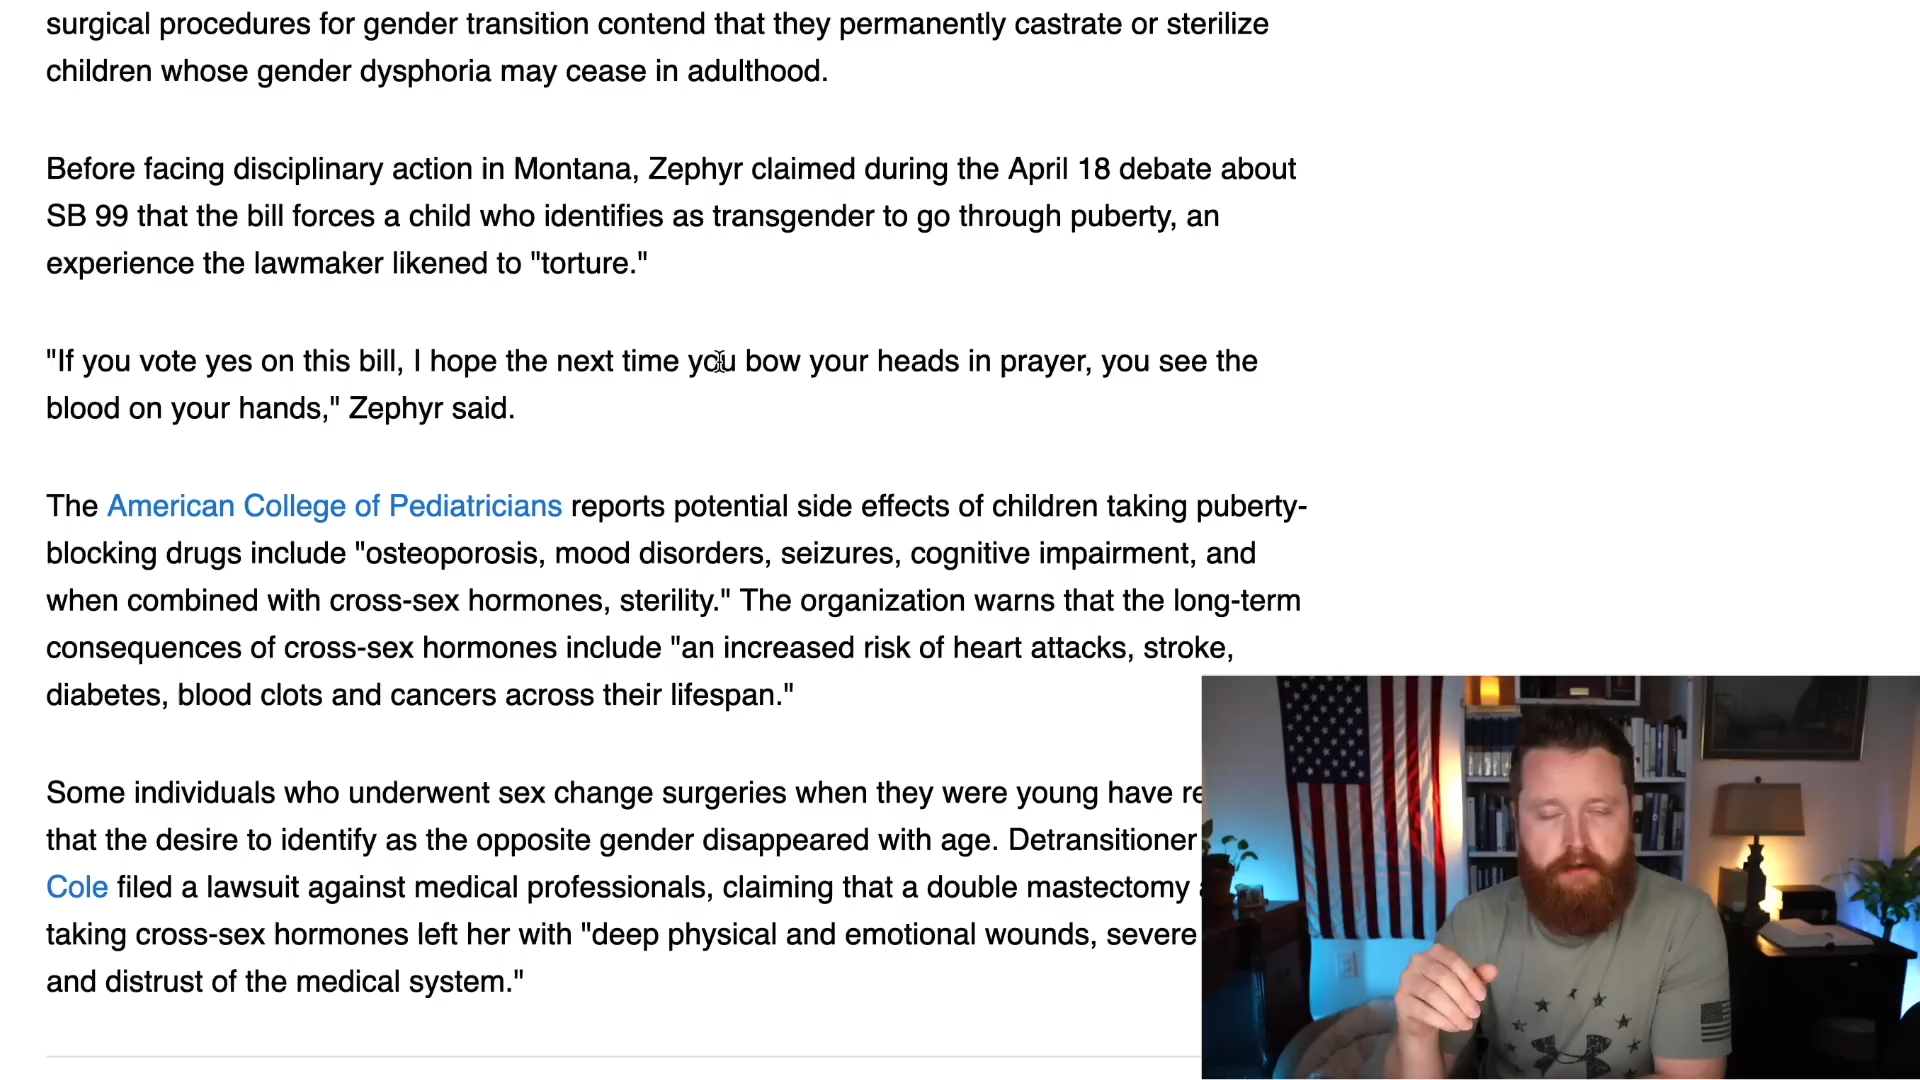 surgical procedures for gender transition contend that they permanently castrate or sterilize
children whose gender dysphoria may cease in adulthood.
Before facing disciplinary action in Montana, Zephyr claimed during the April 18 debate about
SB 99 that the bill forces a child who identifies as transgender to go through puberty, an
experience the lawmaker likened to "torture."
"If you vote yes on this bill, I hope the next time you bow your heads in prayer, you see the
blood on your hands," Zephyr said.
The American College of Pediatricians reports potential side effects of children taking puberty-
blocking drugs include "osteoporosis, mood disorders, seizures, cognitive impairment, and
when combined with cross-sex hormones, sterility." The organization warns that the long-term
consequences of cross-sex hormones include "an increased risk of heart attacks, stroke,
diabetes, blood clots and cancers across their lifespan."
Some individuals who underwent sex change surgeries when they were young have
that the desire to identify as the opposite gender disappeared with age. Detransitioner
Cole filed a lawsuit against medical professionals, claiming that a double mastectomy
taking cross-sex hormones left her with "deep physical and emotional wounds, severe
and distrust of the medical system."